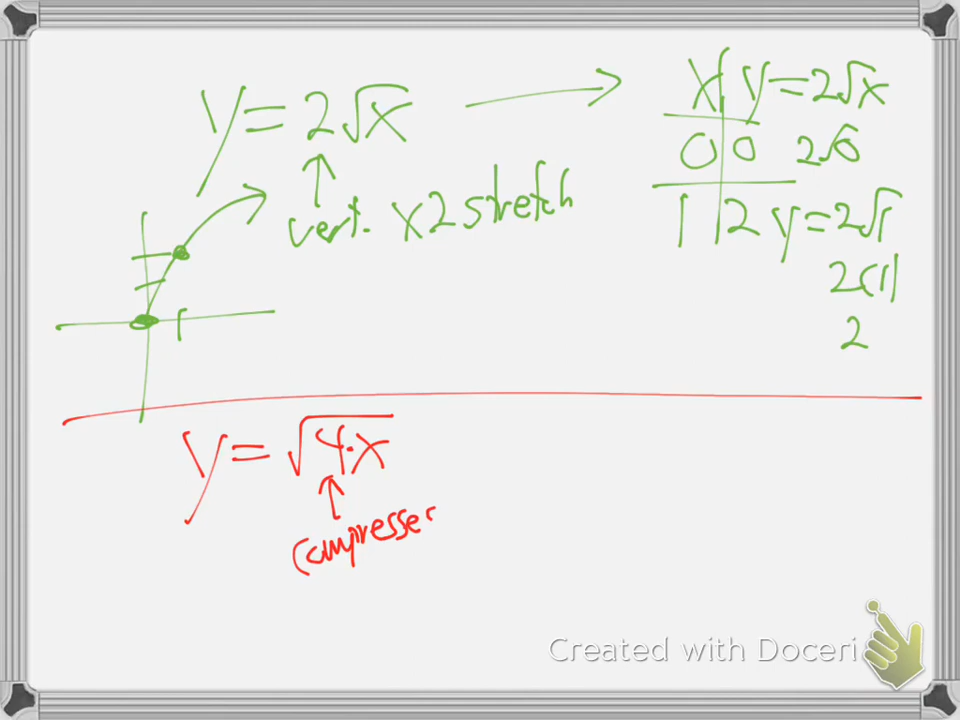 y = 2√x → x | y = 2√x
0 | 0 2√0
vert. x2 stretch
1 | 2 y = 2√1
2(1)
2
y = √4·x
compresses
Created with Doceri